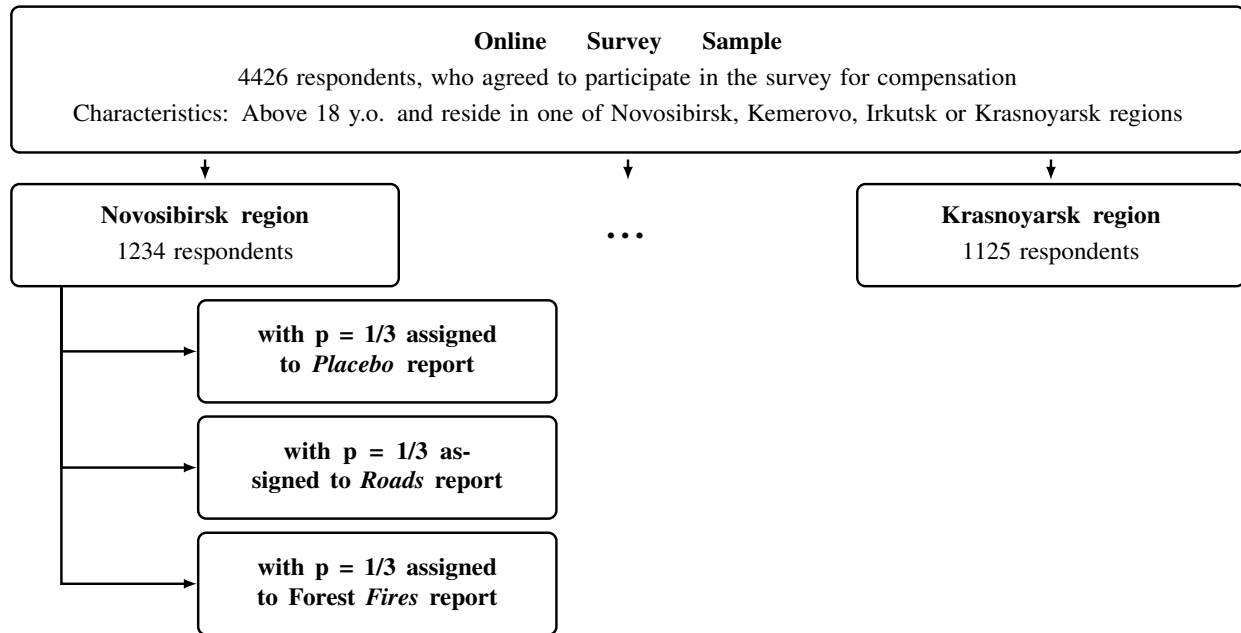 Online Survey Sample
4426 respondents, who agreed to participate in the survey for compensation
Characteristics: Above 18 y.o. and reside in one of Novosibirsk, Kemerovo, Irkutsk or Krasnoyarsk regions
Novosibirsk region
1234 respondents
...
Krasnoyarsk region
1125 respondents
with p = 1/3 assigned
to Placebo report
with p = 1/3 as-
signed to Roads report
with p = 1/3 assigned
to Forest Fires report